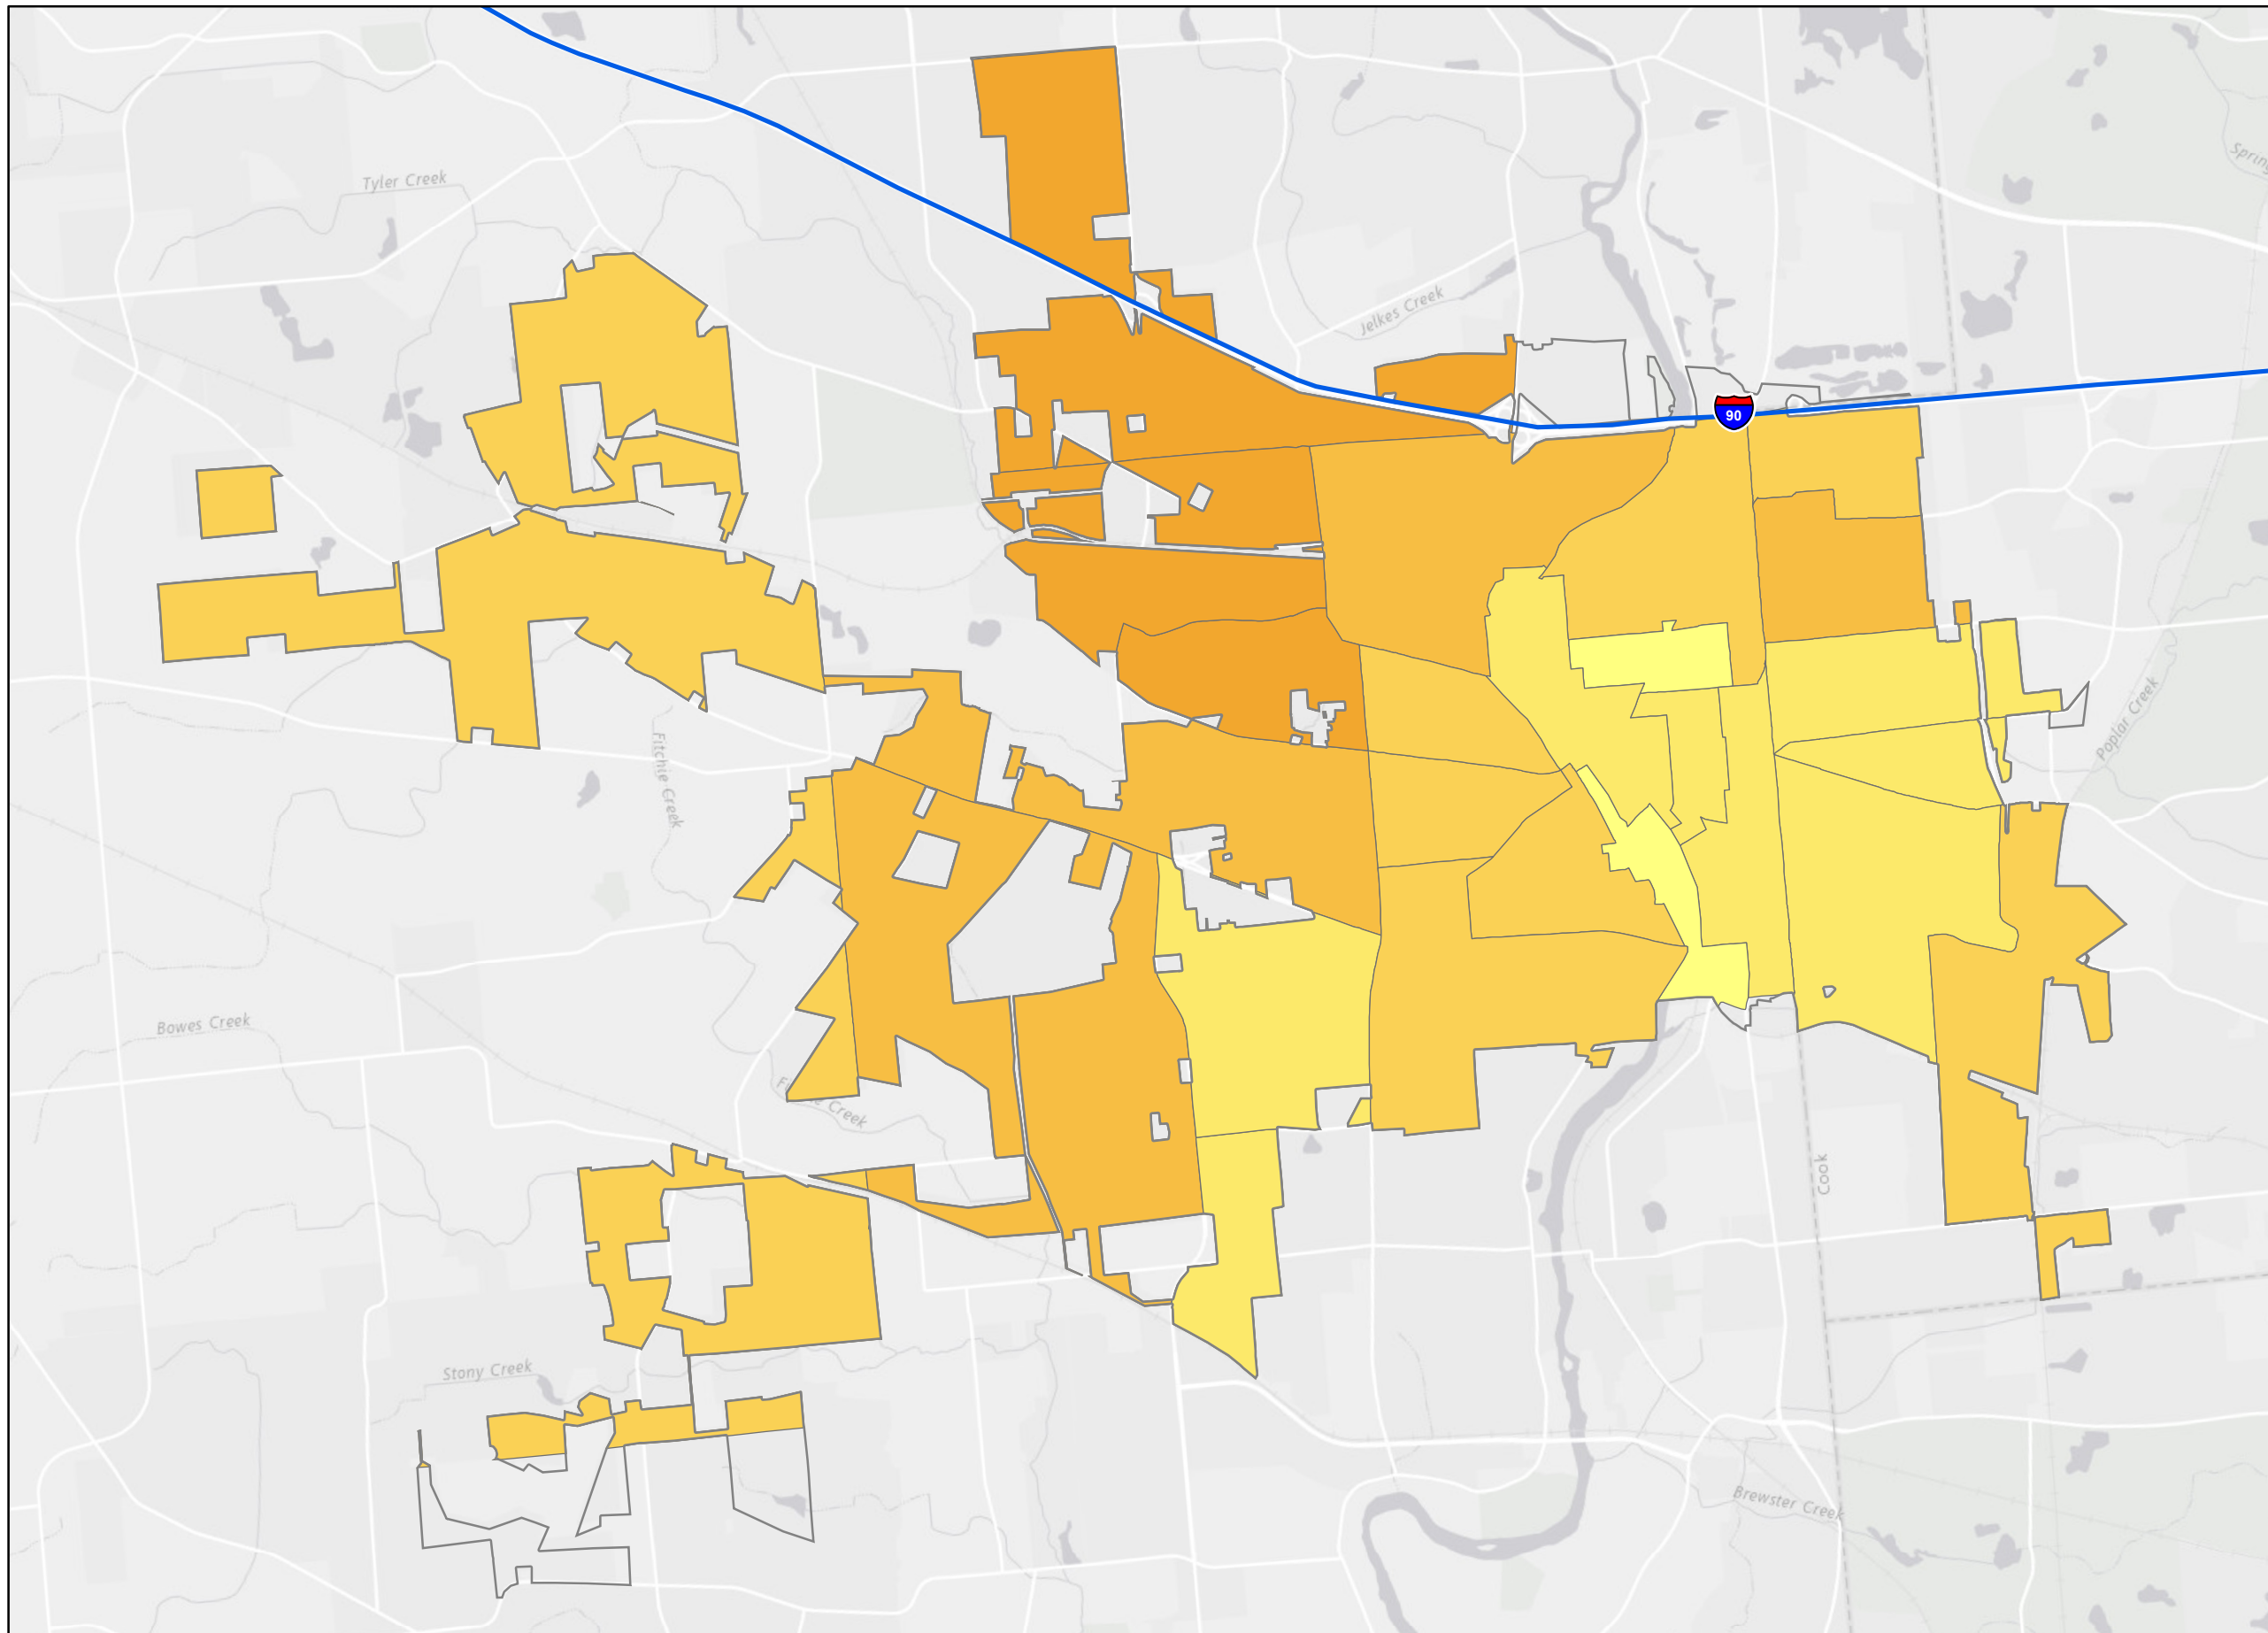 Tyler Creek
Spring
Jelkes Creek
90
Poplar Creek
Fitchie Creek
Bowes Creek
Creek
Cook
Stony Creek
Brewster Creek